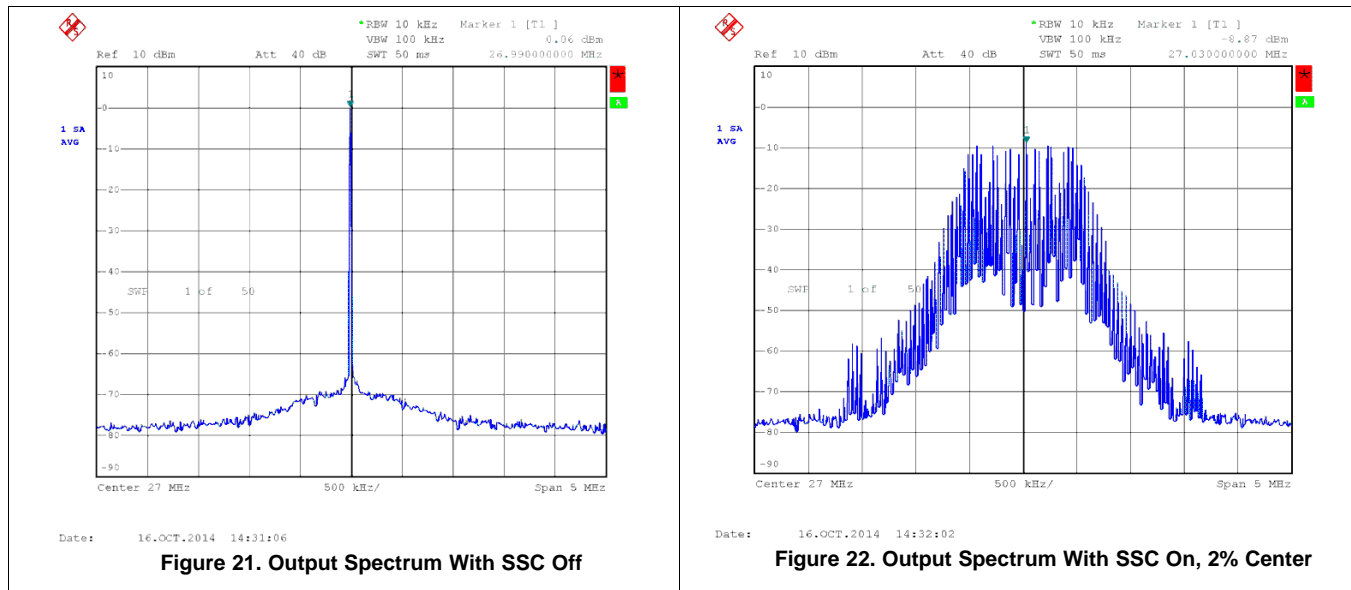 R S
* RBW 10 kHz Marker 1 [T1 ]
VBW 100 kHz 0.06 dBm
Ref 10 dBm Att 40 dB SWT 50 ms 26.990000000 MHz
10
1
0
A
1 SA
AVG
-10
-20
-30
-40
SWP 1 of 50
-50
-60
-70
-80
-90
Center 27 MHz 500 kHz/ Span 5 MHz
Date: 16.OCT.2014 14:31:06
Figure 21. Output Spectrum With SSC Off
R S
* RBW 10 kHz Marker 1 [T1 ]
VBW 100 kHz -8.87 dBm
Ref 10 dBm Att 40 dB SWT 50 ms 27.030000000 MHz
10
0
A
1 SA
AVG
1
-10
-20
-30
-40
SWP 1 of 50
-50
-60
-70
-80
-90
Center 27 MHz 500 kHz/ Span 5 MHz
Date: 16.OCT.2014 14:32:02
Figure 22. Output Spectrum With SSC On, 2% Center